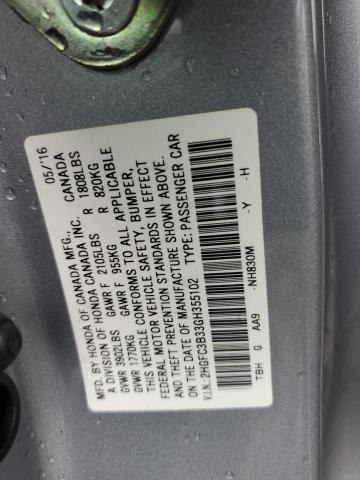 MFD. BY HONDA OF CANADA MFG., CANADA 05/'16
A DIVISION OF HONDA CANADA INC.
GVWR 3902LBS GAWR F 2105LBS R 1808LBS
GVWR 1770KG GAWR F 955KG R 820KG
THIS VEHICLE CONFORMS TO ALL APPLICABLE
FEDERAL MOTOR VEHICLE SAFETY, BUMPER,
AND THEFT PREVENTION STANDARDS IN EFFECT
ON THE DATE OF MANUFACTURE SHOWN ABOVE.
V.I.N.:2HGFC3B33GH355102 TYPE: PASSENGER CAR
TBH G AA9 -NH830M -Y -H